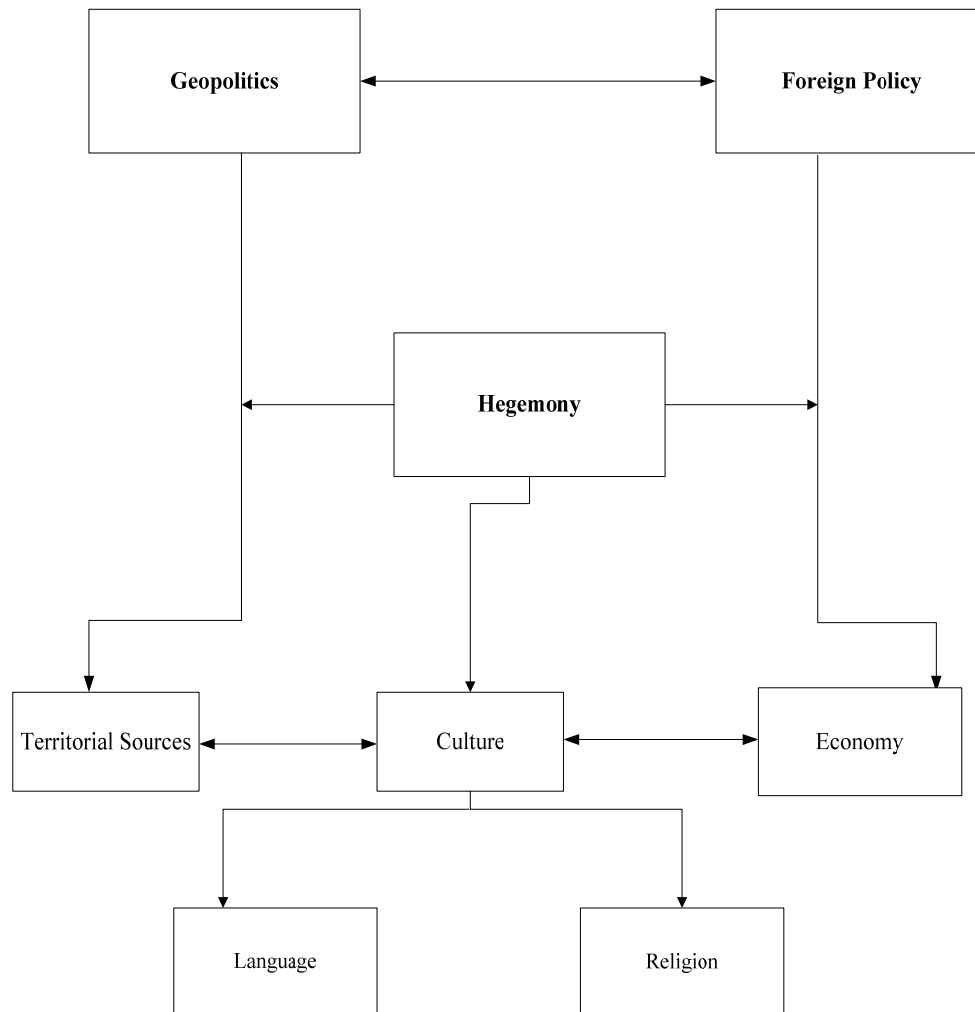 Geopolitics
Foreign Policy
Hegemony
Territorial Sources
Culture
Economy
Language
Religion